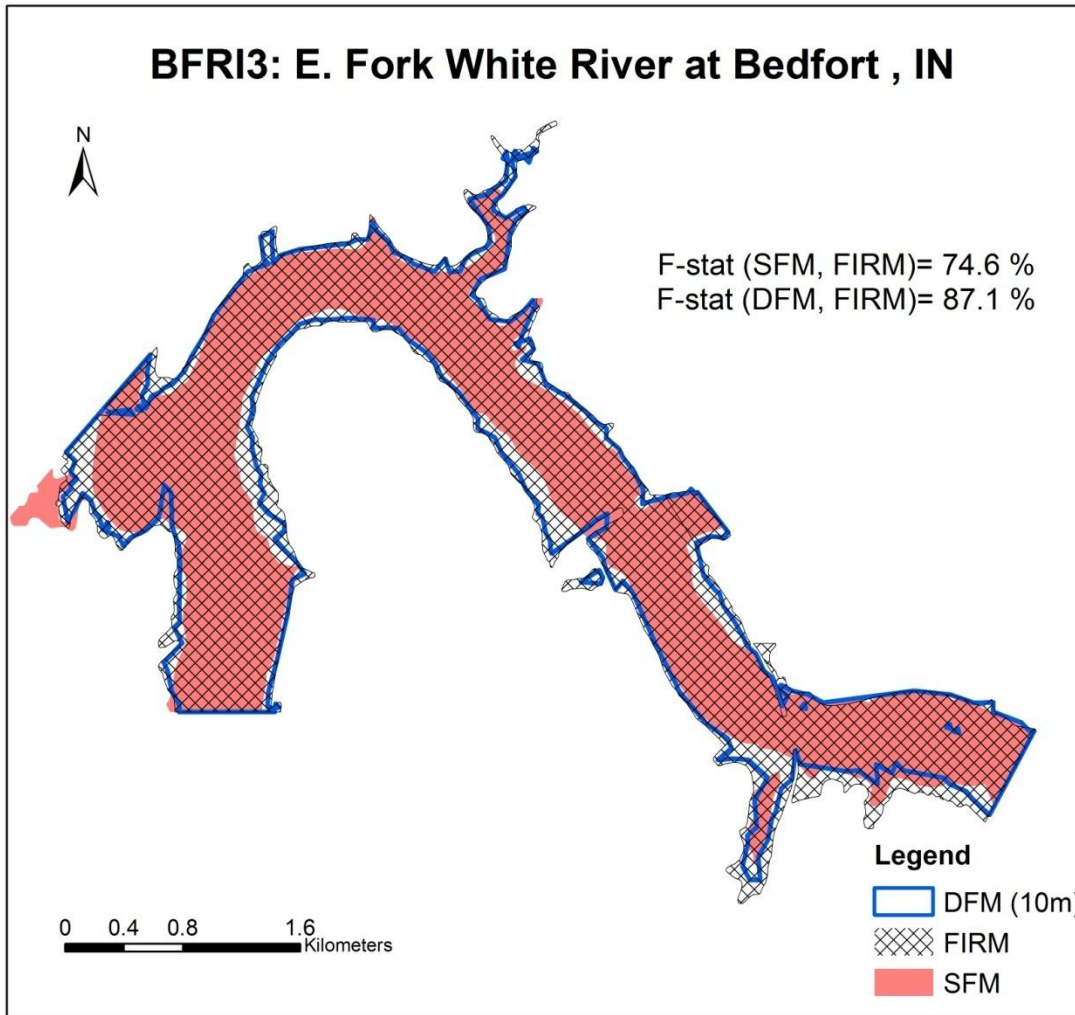 BFRI3: E. Fork White River at Bedfort , IN
N
F-stat (SFM, FIRM)= 74.6 %
F-stat (DFM, FIRM)= 87.1 %
Legend
DFM (10m)
FIRM
SFM
0 0.4 0.8 1.6
Kilometers